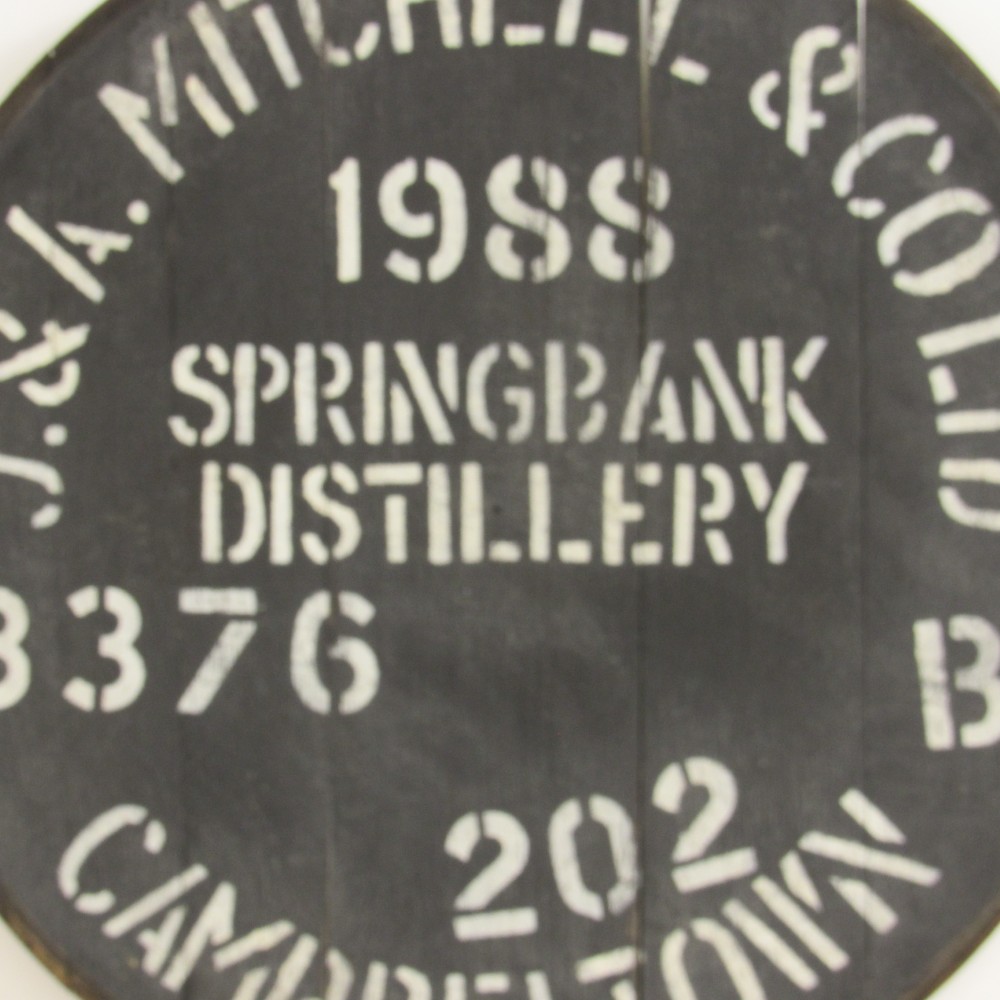 J. & A. MITCHELL & CO LTD
1988
SPRINGBANK
DISTILLERY
3376
B
202
CAMPBELTOWN